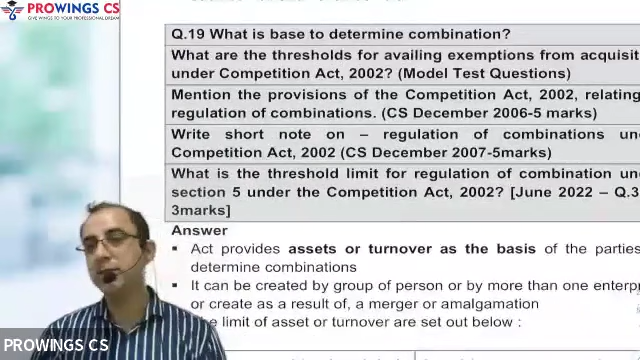 PROWINGS CS
GIVE WINGS TO YOUR PROFESSIONAL DREAM
Q.19 What is base to determine combination?
What are the thresholds for availing exemptions from
under Competition Act, 2002? (Model Test Questions)
Mention the provisions of the Competition Act, 2002, relating
regulation of combinations. (CS December 2006-5 marks)
Write short note on – regulation of combinations
Competition Act, 2002 (CS December 2007-5marks)
What is the threshold limit for regulation of combination
section 5 under the Competition Act, 2002? [June 2022 – Q.3
3marks]
Answer
▪ Act provides assets or turnover as the basis of the parties
determine combinations
▪ It can be created by group of person or by more than one
or create as a result of, a merger or amalgamation
limit of asset or turnover are set out below :
PROWINGS CS